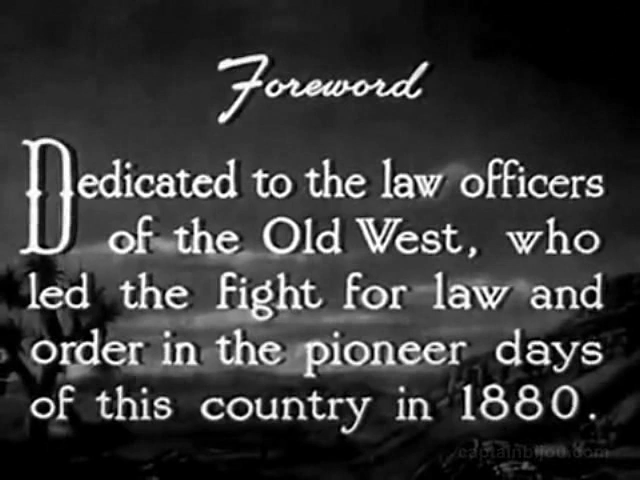 Foreword
Dedicated to the law officers
of the Old West, who
led the fight for law and
order in the pioneer days
of this country in 1880.
captainbijou.com